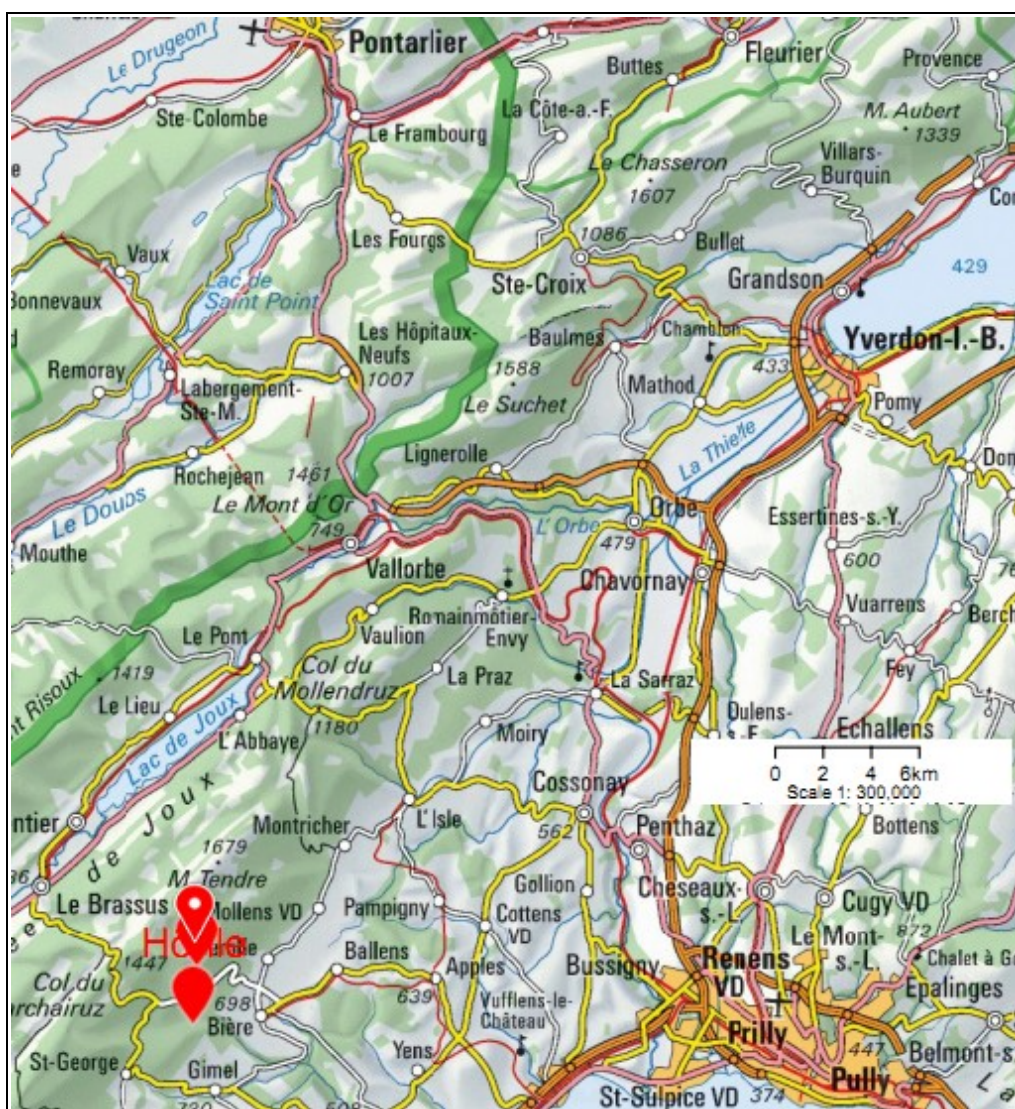 Le Drugeon
Pontarlier
Buttes
Fleurier
Provence
Ste-Colombe
La Côte-a.-F.
M. Aubert
1339
Le Frambourg
Le Chasseron
1607
Villars-
Burquin
Les Fourgs
1086
Bullet
Vaux
Ste-Croix
Grandson
429
Lac de
Saint Point
Les Hôpitaux-
Neufs
1007
Baulmes
Chamblon
Yverdon-I.-B.
433
Remoray
1588
Mathod
Labergement-
Ste-M.
Le Suchet
Pomy
Lignerolle
La Thielle
Rochejean
1461
Le Mont d'Or
Le Doubs
L'Orbe
Orbe
Essertines-s.-Y.
749
479
Mouthe
600
Vallorbe
Chavornay
Romainmôtier-
Envy
Vuarrens
Vaulion
Le Pont
1419
Col du
Mollendruz
La Praz
La Sarraz
Fey
Le Lieu
1180
Moiry
L'Abbaye
Echallens
Lac de Joux
Cossonay
0 2 4 6km
Scale 1: 300,000
L'Isle
562
Penthaz
Bottens
Montricher
de Joux
1679
M. Tendre
Gollion
Cheseaux-
s.-L.
Cugy VD
Le Brassus
Mollens VD
Pampigny
Cottens
VD
Le Mont-
s.-L.
872
Ballens
Bussigny
Renens
VD
Chalet à G
1447
Col du
Apples
639
Epalinges
698
Bière
Vufflens-le-
Château
Prilly
447
Yens
Belmont-s
St-George
Gimel
Pully
St-Sulpice VD
374